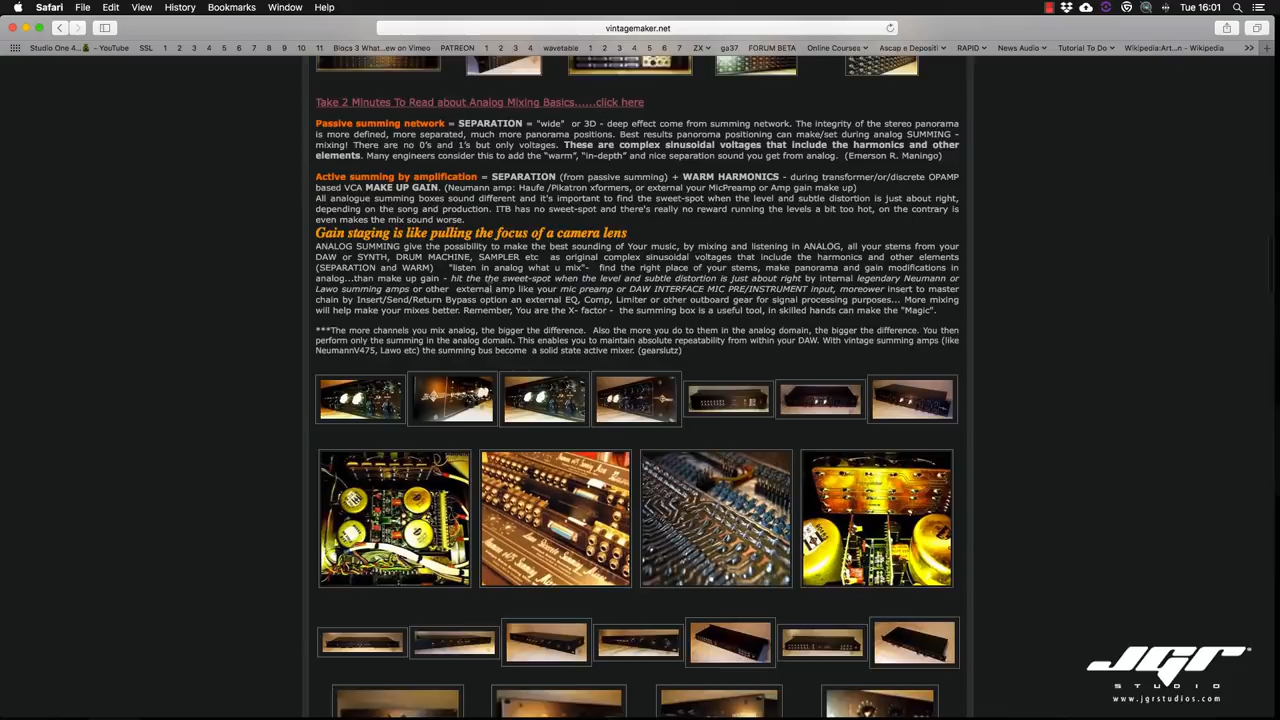 Safari File Edit View History Bookmarks Window Help Tue 16:01
vintagemaker.net
Studio One 4... – YouTube SSL 1 2 3 4 5 6 7 8 9 10 11 Biocs 3 What...ew on Vimeo PATREON 1 2 3 4 wavetable 1 2 3 4 5 6 7 ZX ga37 FORUM BETA Online Courses Ascap e Depositi RAPID News Audio Tutorial To Do Wikipedia:Art...n - Wikipedia >>
Take 2 Minutes To Read about Analog Mixing Basics......click here
Passive summing network = SEPARATION = "wide" or 3D - deep effect come from summing network. The integrity of the stereo panorama
is more defined, more separated, much more panorama positions. Best results panoroma positioning can make/set during analog SUMMING -
mixing! There are no 0's and 1's but only voltages. These are complex sinusoidal voltages that include the harmonics and other
elements. Many engineers consider this to add the "warm", "in-depth" and nice separation sound you get from analog. (Emerson R. Maningo)
Active summing by amplification = SEPARATION (from passive summing) + WARM HARMONICS - during transformer/or/discrete OPAMP
based VCA MAKE UP GAIN. (Neumann amp: Haufe /Pikatron xformers, or external your MicPreamp or Amp gain make up)
All analogue summing boxes sound different and it's important to find the sweet-spot when the level and subtle distortion is just about right,
depending on the song and production. ITB has no sweet-spot and there's really no reward running the levels a bit too hot, on the contrary is
even makes the mix sound worse.
Gain staging is like pulling the focus of a camera lens
ANALOG SUMMING give the possibility to make the best sounding of Your music, by mixing and listening in ANALOG, all your stems from your
DAW or SYNTH, DRUM MACHINE, SAMPLER etc as original complex sinusoidal voltages that include the harmonics and other elements
(SEPARATION and WARM) "listen in analog what u mix"- find the right place of your stems, make panorama and gain modifications in
analog...than make up gain - hit the the sweet-spot when the level and subtle distortion is just about right by internal legendary Neumann or
Lawo summing amps or other external amp like your mic preamp or DAW INTERFACE MIC PRE/INSTRUMENT input, moreower insert to master
chain by Insert/Send/Return Bypass option an external EQ, Comp, Limiter or other outboard gear for signal processing purposes... More mixing
will help make your mixes better. Remember, You are the X- factor - the summing box is a useful tool, in skilled hands can make the "Magic".
***The more channels you mix analog, the bigger the difference. Also the more you do to them in the analog domain, the bigger the difference. You then
perform only the summing in the analog domain. This enables you to maintain absolute repeatability from within your DAW. With vintage summing amps (like
NeumannV475, Lawo etc) the summing bus become a solid state active mixer. (gearslutz)
JGR
STUDIO
www.jgrstudios.com